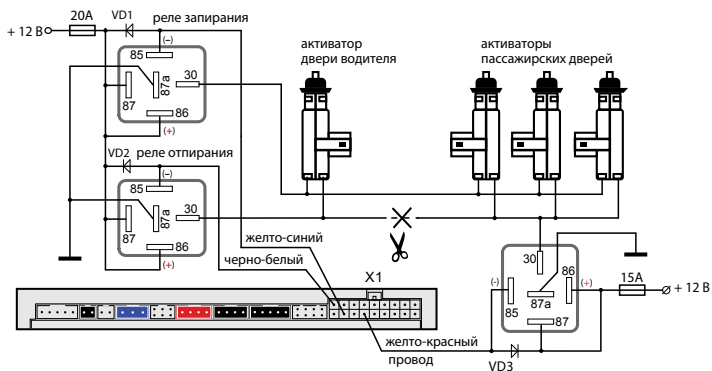 20A
VD1
реле запирания
+ 12 В
(–)
85
30
87a
87
86
(+)
активатор
двери водителя
активаторы
пассажирских дверей
VD2 реле отпирания
(–)
85
30
87a
87
86
(+)
желто-синий
черно-белый
X1
30
86
(-)
(+)
15A
+ 12 В
85
87a
87
желто-красный
провод
VD3